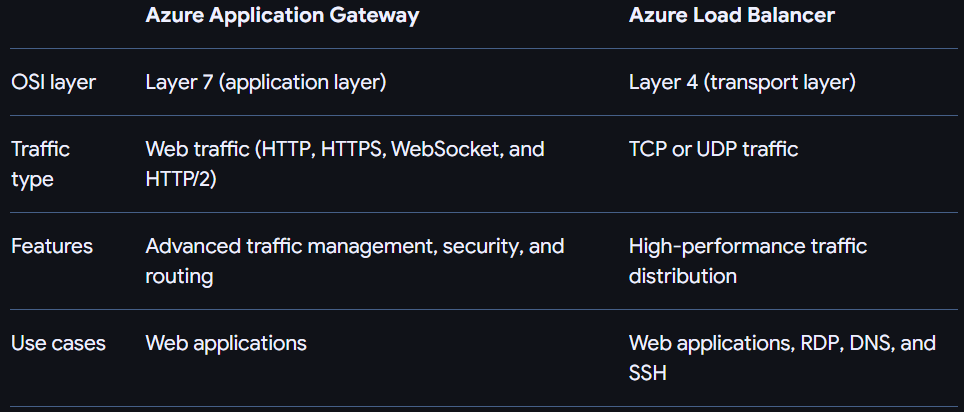 Azure Application Gateway Azure Load Balancer
OSI layer Layer 7 (application layer) Layer 4 (transport layer)
Traffic type Web traffic (HTTP, HTTPS, WebSocket, and HTTP/2) TCP or UDP traffic
Features Advanced traffic management, security, and routing High-performance traffic distribution
Use cases Web applications Web applications, RDP, DNS, and SSH